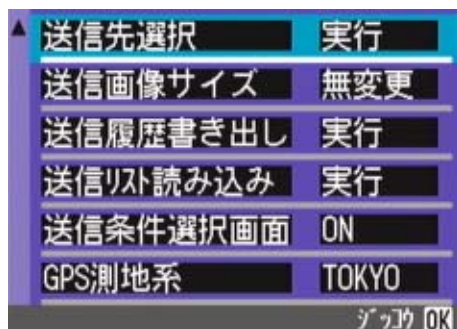 送信先選択 実行
送信画像サイズ 無変更
送信履歴書き出し 実行
送信ﾘｽﾄ読み込み 実行
送信条件選択画面 ON
GPS測地系 TOKYO
ｼﾞｯｺｳ OK